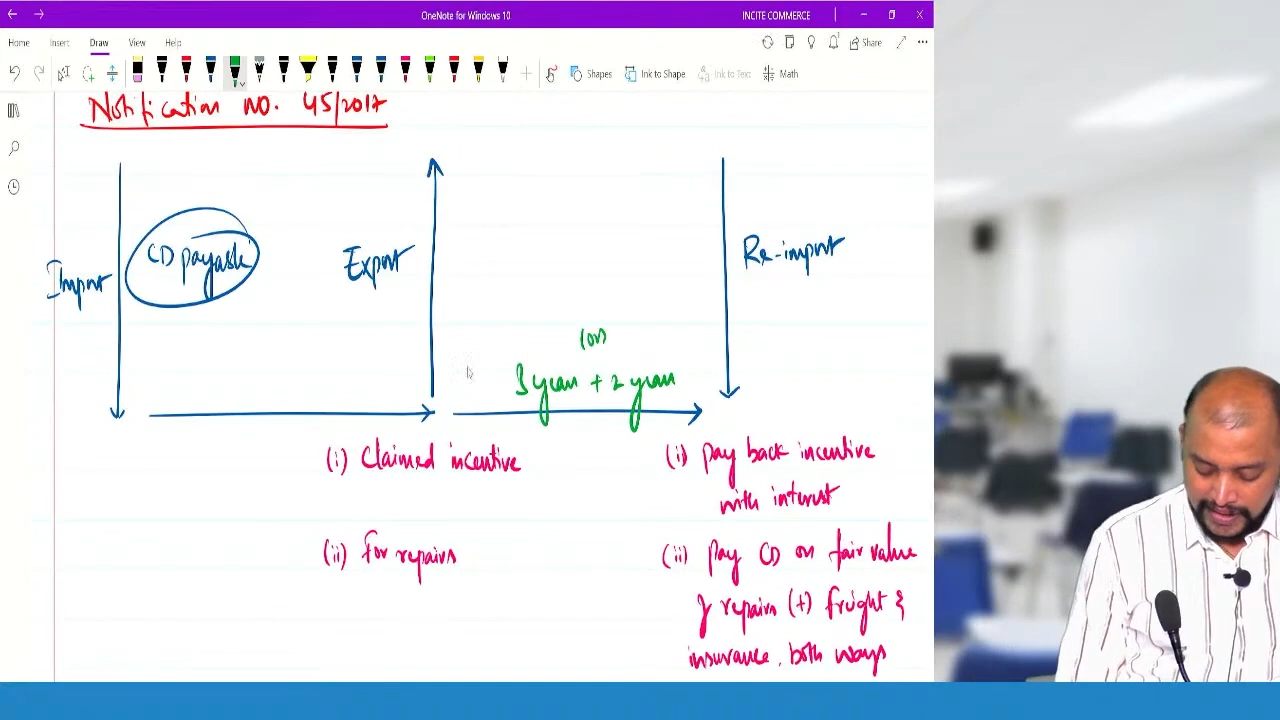 OneNote for Windows 10
INCITE COMMERCE
Home Insert Draw View Help
Share
Shapes Ink to Shape Ink to Text Math
Notification no. 45/2017
Import
CD payable
Export
Re-import
(or)
3 years + 2 years
(i) Claimed incentive
(i) pay back incentive
with interest
(ii) For repairs
(ii) Pay CD on fair value
of repairs (+) freight &
insurance, both ways